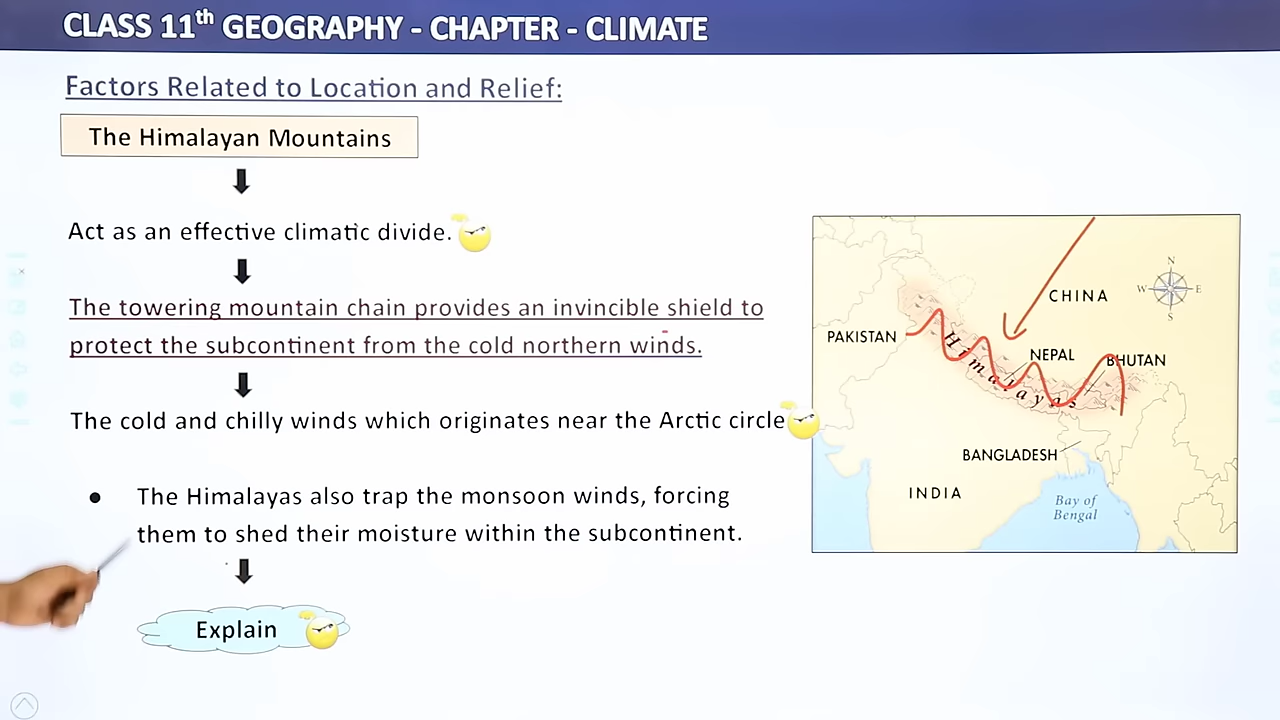 CLASS 11th GEOGRAPHY - CHAPTER - CLIMATE
Factors Related to Location and Relief:
The Himalayan Mountains
Act as an effective climatic divide.
The towering mountain chain provides an invincible shield to
protect the subcontinent from the cold northern winds.
The cold and chilly winds which originates near the Arctic circle
● The Himalayas also trap the monsoon winds, forcing
them to shed their moisture within the subcontinent.
Explain
CHINA
N
W E
S
PAKISTAN
Himalayas
NEPAL
BHUTAN
BANGLADESH
INDIA
Bay of
Bengal